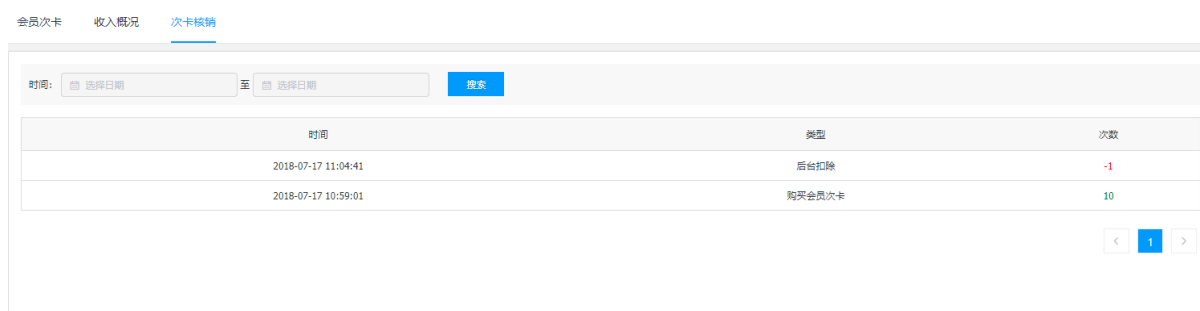 会员次卡 收入概况 次卡核销
时间: 选择日期 至 选择日期 搜索
时间 类型 次数
2018-07-17 11:04:41 后台扣除 -1
2018-07-17 10:59:01 购买会员次卡 10
< 1 >